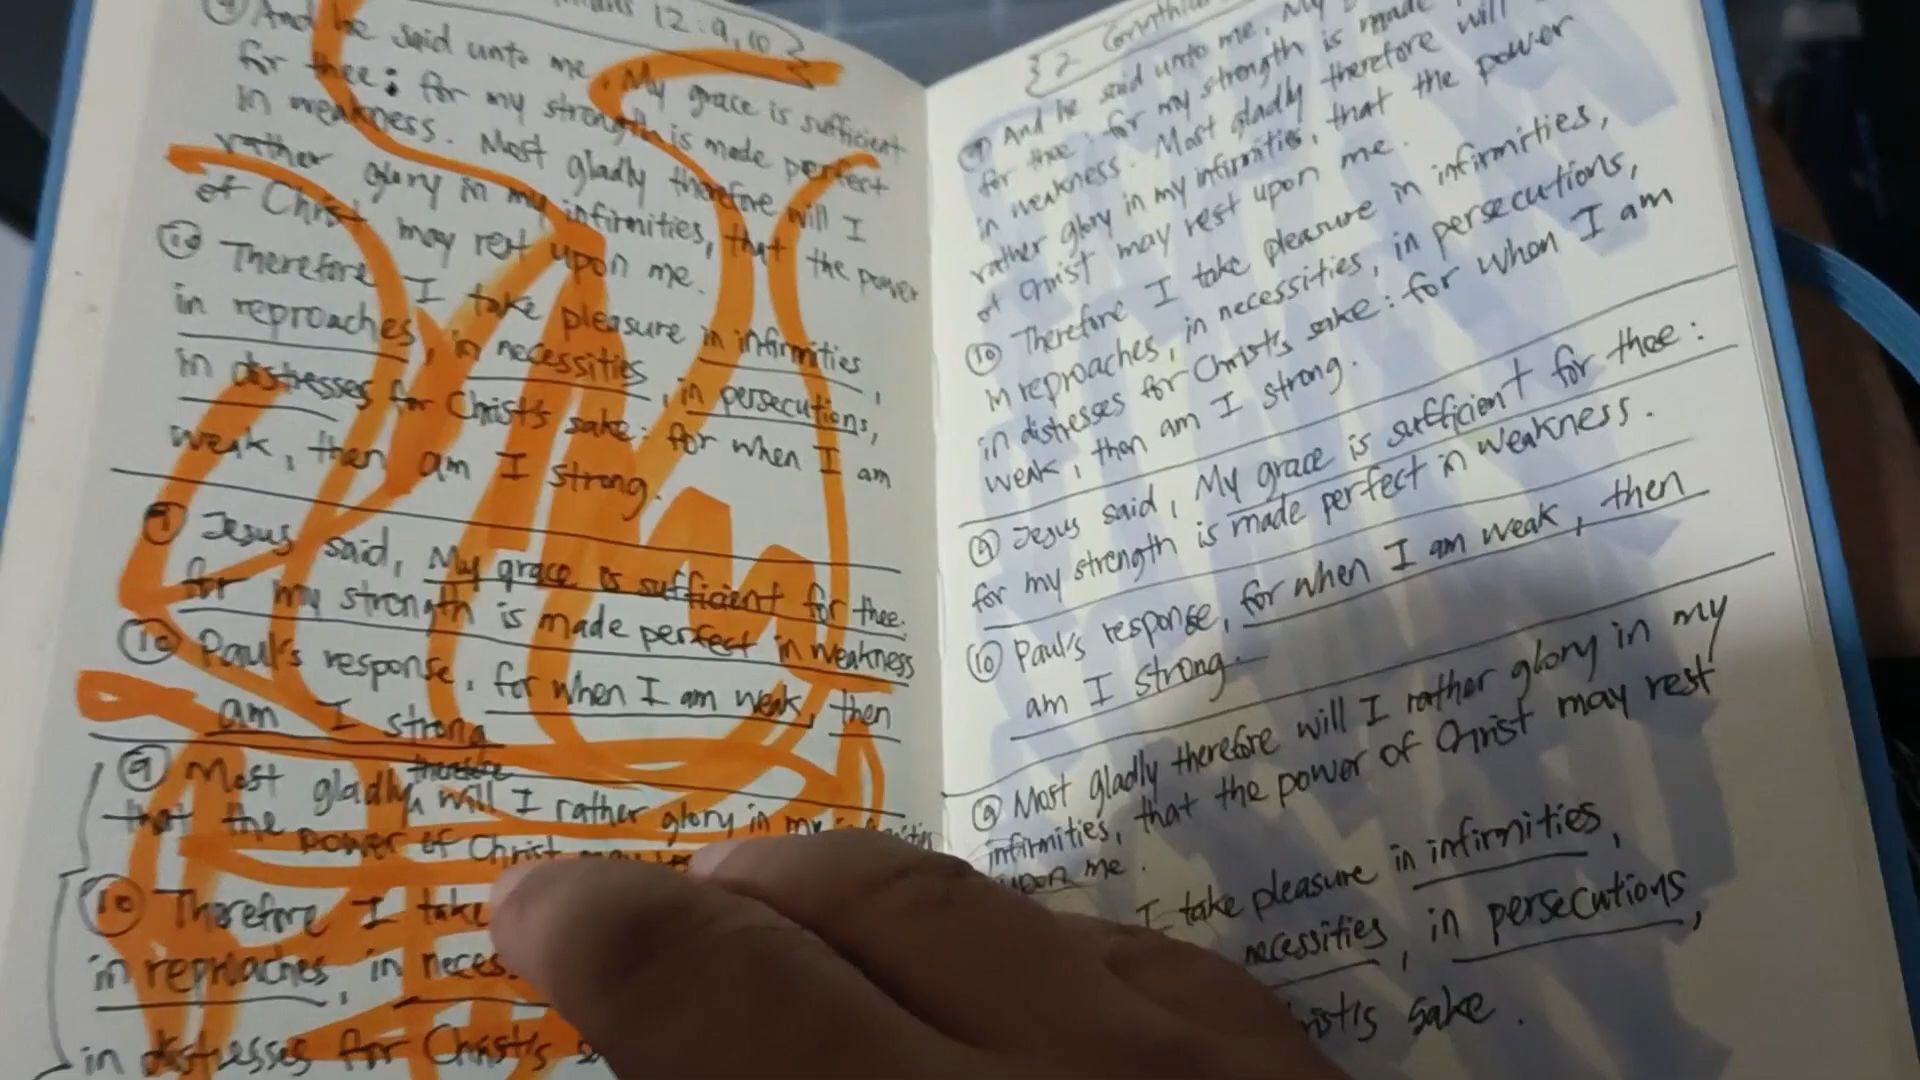 12:9,10}
⑨ And he said unto me, My grace is sufficient
for thee: for my strength is made perfect
in weakness. Most gladly therefore will I
rather glory in my infirmities, that the power
of Christ may rest upon me.
⑩ Therefore I take pleasure in infirmities,
in reproaches, in necessities, in persecutions,
in distresses for Christ's sake: for when I am
weak, then am I strong.
⑨ Jesus said, My grace is sufficient for thee.
for my strength is made perfect in weakness
⑩ Paul's response, for when I am weak, then
am I strong
therefore
⑨ Most gladly, will I rather glory in my
that the power of Christ
⑩ Therefore I take
in reproaches, in neces
in distresses for Christ's
{2
⑨ And he said unto me, My
for thee: for my strength is made
in weakness. Most gladly therefore will
rather glory in my infirmities, that the power
of Christ may rest upon me.
⑩ Therefore I take pleasure in infirmities,
in reproaches, in necessities, in persecutions,
in distresses for Christ's sake: for when I am
weak, then am I strong.
⑨ Jesus said, My grace is sufficient for thee:
for my strength is made perfect in weakness.
⑩ Paul's response, for when I am weak, then
am I strong.
⑨ Most gladly therefore will I rather glory in my
infirmities, that the power of Christ may rest
upon me.
I take pleasure in infirmities,
necessities, in persecutions,
rist's sake.